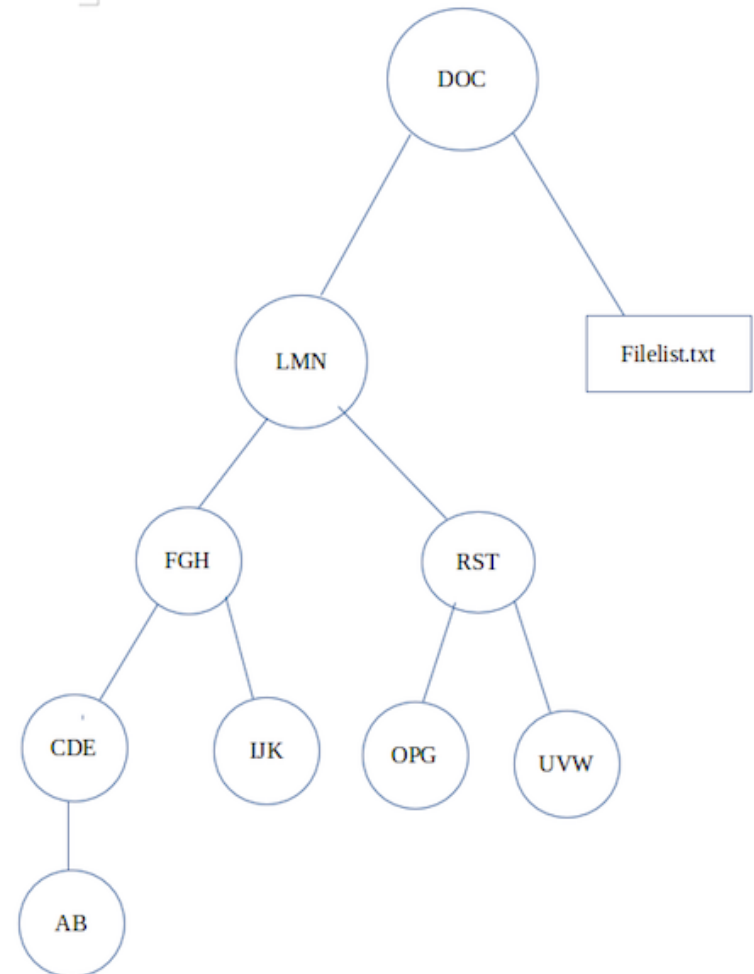 DOC
LMN
Filelist.txt
FGH
RST
CDE
IJK
OPG
UVW
AB